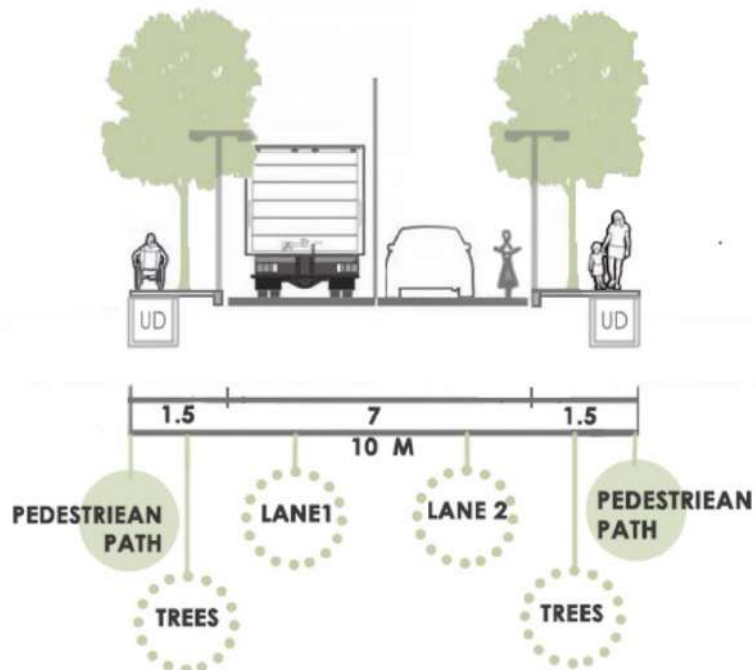 UD
UD
1.5
7
1.5
10 M
PEDESTRIEAN
PATH
LANE1
LANE 2
PEDESTRIEAN
PATH
TREES
TREES